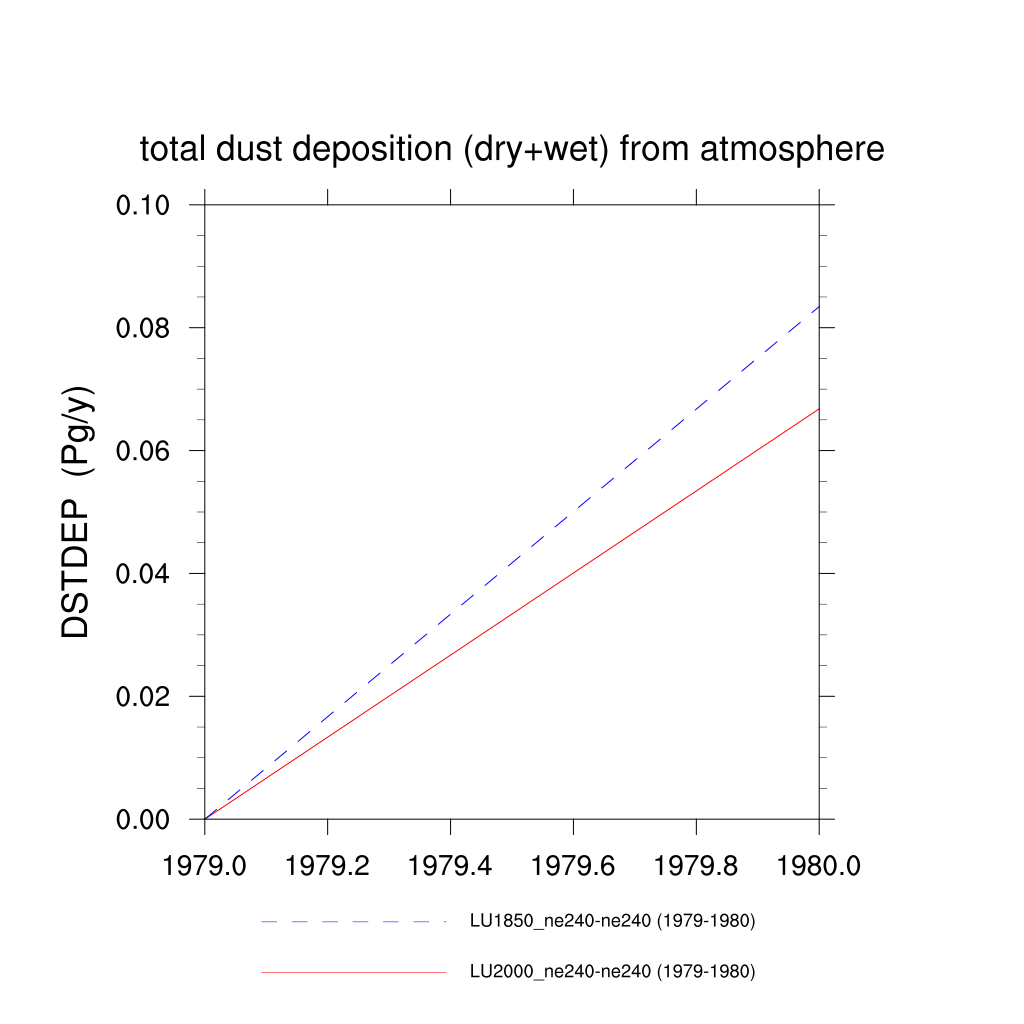 total dust deposition (dry+wet) from atmosphere
0.10
0.08
0.06
0.04
0.02
0.00
DSTDEP (Pg/y)
1979.0 1979.2 1979.4 1979.6 1979.8 1980.0
LU1850_ne240-ne240 (1979-1980)
LU2000_ne240-ne240 (1979-1980)